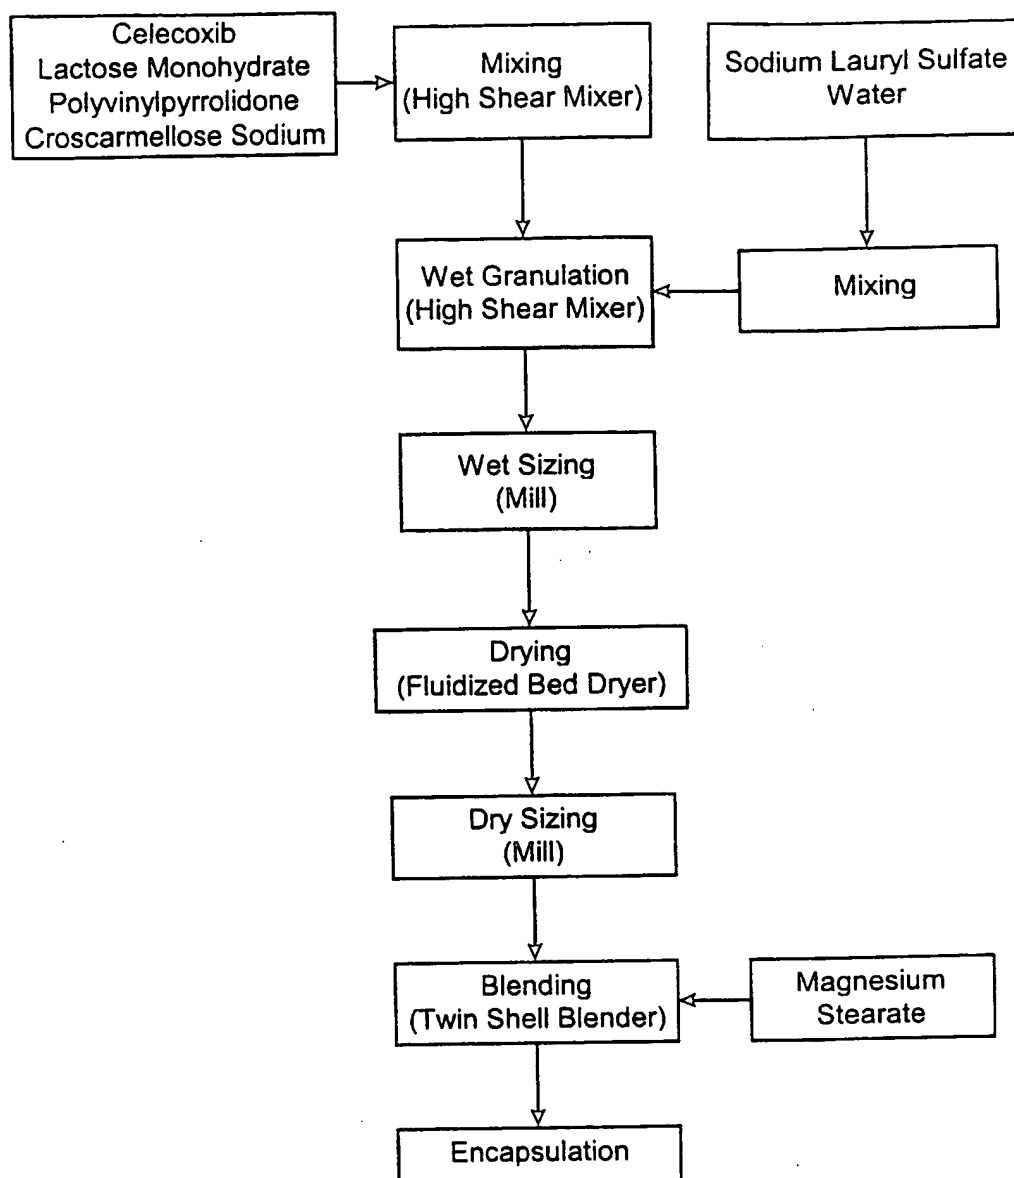 Celecoxib
Lactose Monohydrate
Polyvinylpyrrolidone
Croscarmellose Sodium
Mixing
(High Shear Mixer)
Sodium Lauryl Sulfate
Water
Wet Granulation
(High Shear Mixer)
Mixing
Wet Sizing
(Mill)
Drying
(Fluidized Bed Dryer)
Dry Sizing
(Mill)
Blending
(Twin Shell Blender)
Magnesium
Stearate
Encapsulation